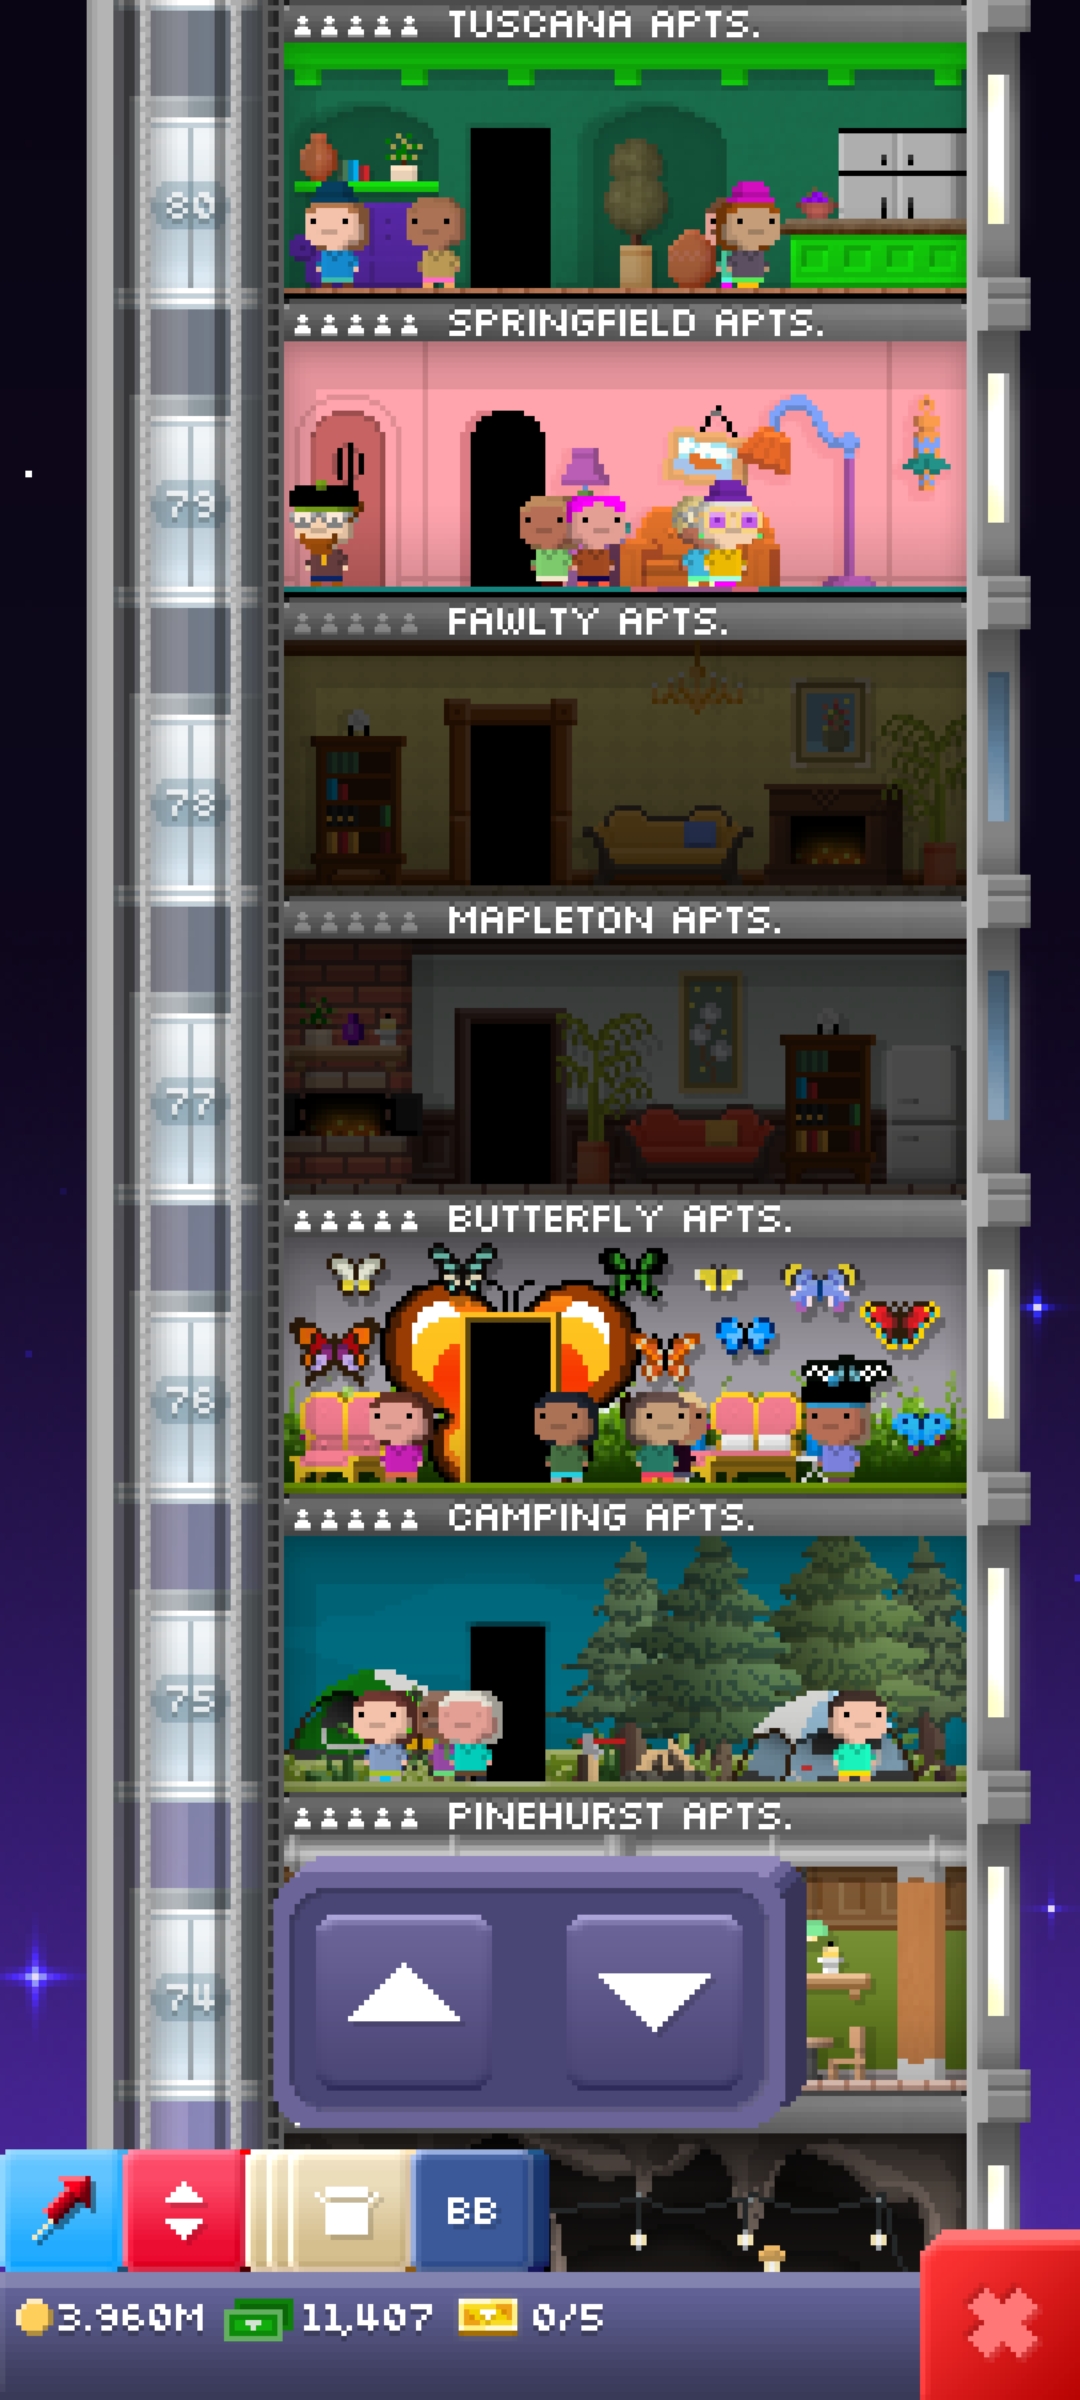 TUSCANA APTS.
80
SPRINGFIELD APTS.
79
FAWLTY APTS.
78
MAPLETON APTS.
77
BUTTERFLY APTS.
76
CAMPING APTS.
75
PINEHURST APTS.
74
BB
3.960M 11,407 0/5